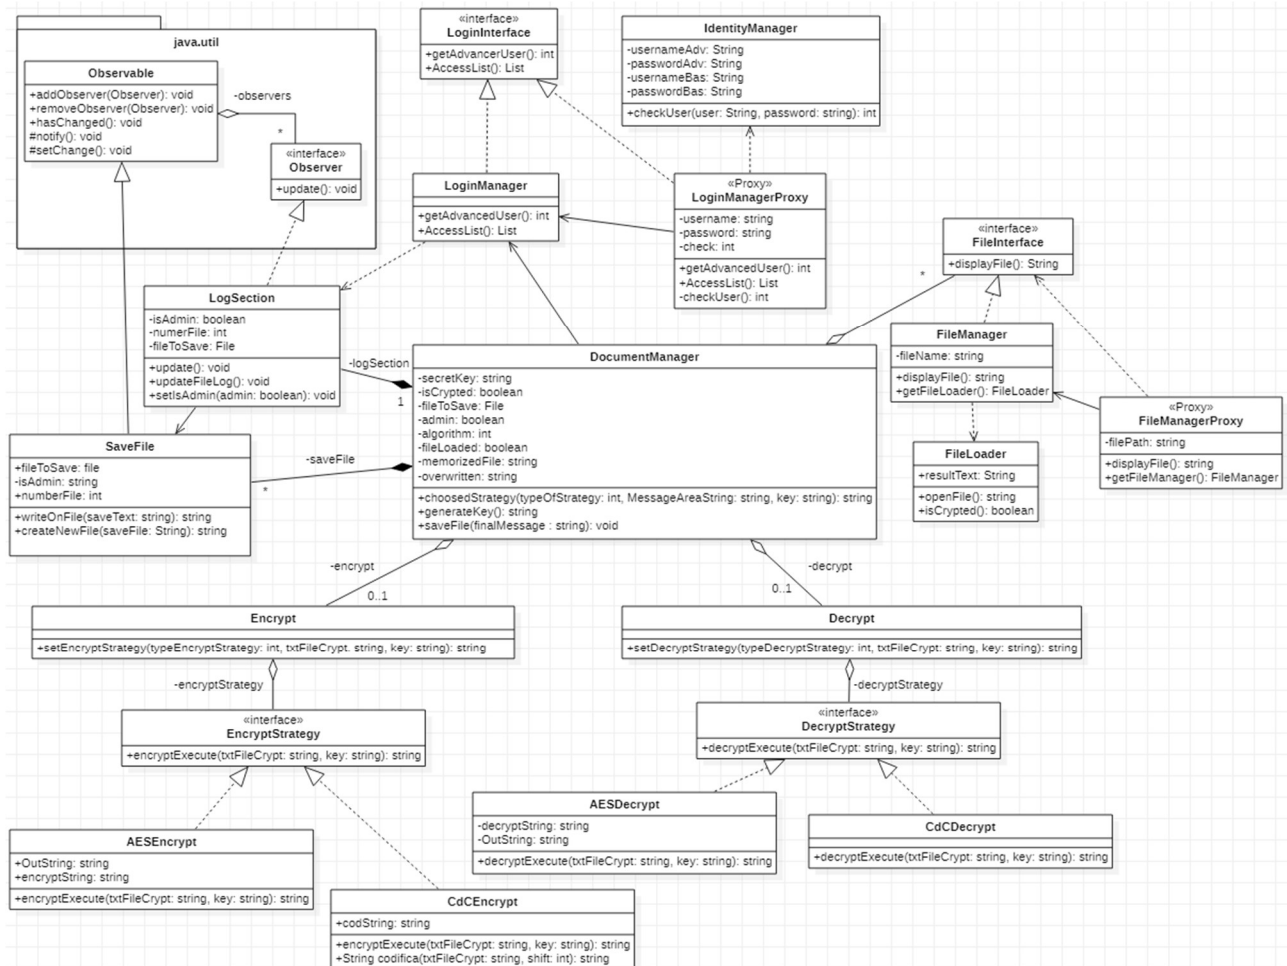 java.util
Observable
+addObserver(Observer): void
+removeObserver(Observer): void
+hasChanged(): void
#notify(): void
#setChange(): void
-observers
*
«interface»
Observer
+update(): void
«interface»
LoginInterface
+getAdvancerUser(): int
+AccessList(): List
IdentityManager
-usernameAdv: String
-passwordAdv: String
-usernameBas: String
-passwordBas: String
+checkUser(user: String, password: string): int
LoginManager
+getAdvancedUser(): int
+AccessList(): List
«Proxy»
LoginManagerProxy
-username: string
-password: string
-check: int
+getAdvancedUser(): int
+AccessList(): List
-checkUser(): int
«interface»
FileInterface
+displayFile(): String
*
LogSection
-isAdmin: boolean
-numerFile: int
-fileToSave: File
+update(): void
+updateFileLog(): void
+setIsAdmin(admin: boolean): void
-logSection
1
FileManager
-fileName: string
+displayFile(): string
+getFileLoader(): FileLoader
«Proxy»
FileManagerProxy
-filePath: string
+displayFile(): string
+getFileManager(): FileManager
FileLoader
+resultText: String
+openFile(): string
+isCrypted(): boolean
DocumentManager
-secretKey: string
-isCrypted: boolean
-fileToSave: File
-admin: boolean
-algorithm: int
-fileLoaded: boolean
-memorizedFile: string
-overwritten: string
+choosedStrategy(typeOfStrategy: int, MessageAreaString: string, key: string): string
+generateKey(): string
+saveFile(finalMessage : string): void
SaveFile
+fileToSave: file
-isAdmin: string
+numberFile: int
+writeOnFile(saveText: string): string
+createNewFile(saveFile: String): string
-saveFile
*
-encrypt
0..1
-decrypt
0..1
Encrypt
+setEncryptStrategy(typeEncryptStrategy: int, txtFileCrypt: string, key: string): string
Decrypt
+setDecryptStrategy(typeDecryptStrategy: int, txtFileCrypt: string, key: string): string
-encryptStrategy
-decryptStrategy
«interface»
EncryptStrategy
+encryptExecute(txtFileCrypt: string, key: string): string
«interface»
DecryptStrategy
+decryptExecute(txtFileCrypt: string, key: string): string
AESEncrypt
+OutString: string
+encryptString: string
+encryptExecute(txtFileCrypt: string, key: string): string
AESDecrypt
-decryptString: string
-OutString: string
+decryptExecute(txtFileCrypt: string, key: string): string
CdCDecrypt
+decryptExecute(txtFileCrypt: string, key: string): string
CdCEncrypt
+codString: string
+encryptExecute(txtFileCrypt: string, key: string): string
+String codifica(txtFileCrypt: string, shift: int): string